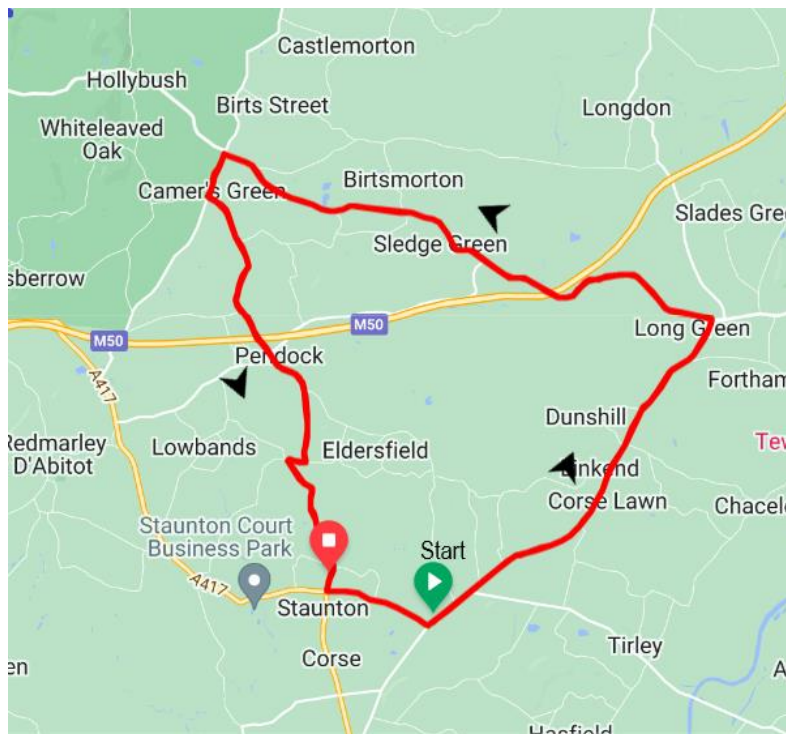 Castlemorton
Hollybush
Birts Street
Longdon
Whiteleaved
Oak
Camer's Green
Birtsmorton
Slades Gree
Sledge Green
sberrow
M50
M50
Long Green
Pendock
A417
Fortham
Dunshill
Tew
Redmarley
D'Abitot
Lowbands
Eldersfield
Linkend
Corse Lawn
Chacele
Staunton Court
Business Park
Start
A417
Staunton
Tirley
Corse
en
A
Hasfield